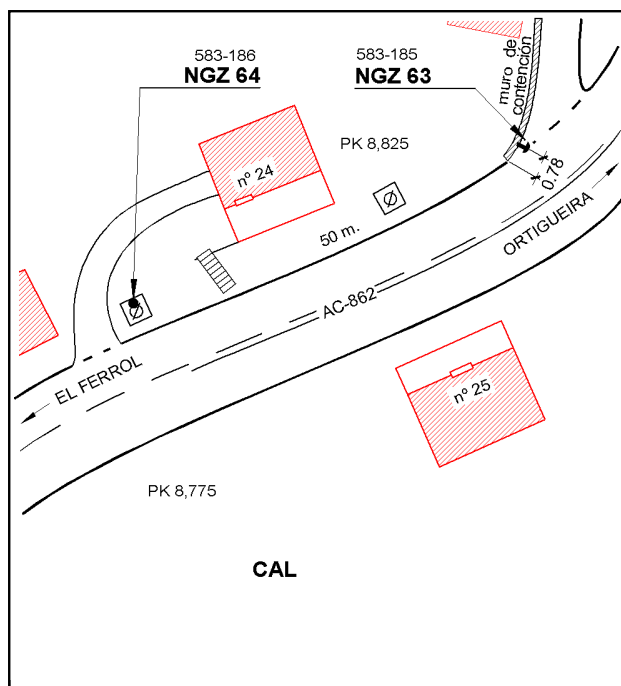 583-186
NGZ 64
583-185
NGZ 63
muro de
contención
PK 8,825
0.78
nº 24
50 m.
ORTIGUEIRA
AC-862
EL FERROL
nº 25
PK 8,775
CAL